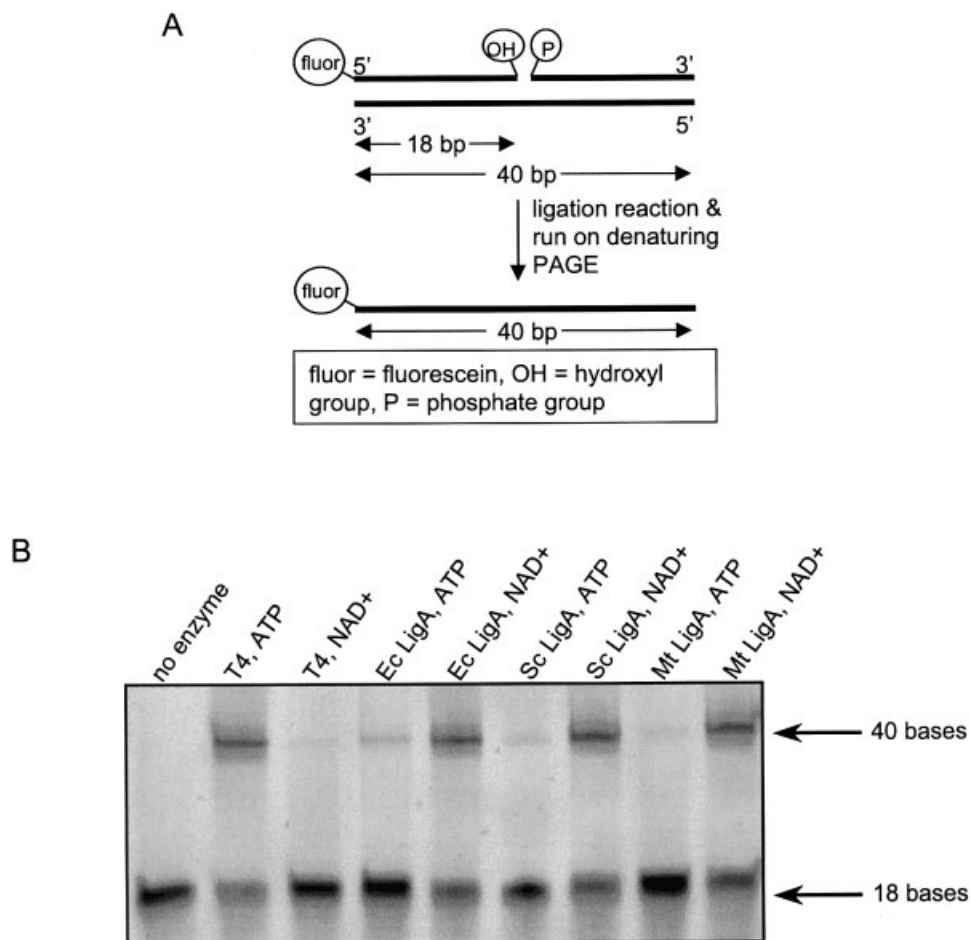 A
fluor
5'
OH
P
3'
3'
5'
18 bp
40 bp
ligation reaction &
run on denaturing
PAGE
fluor
40 bp
fluor = fluorescein, OH = hydroxyl
group, P = phosphate group
B
no enzyme
T4, ATP
T4, NAD+
Ec LigA, ATP
Ec LigA, NAD+
Sc LigA, ATP
Sc LigA, NAD+
Mt LigA, ATP
Mt LigA, NAD+
40 bases
18 bases